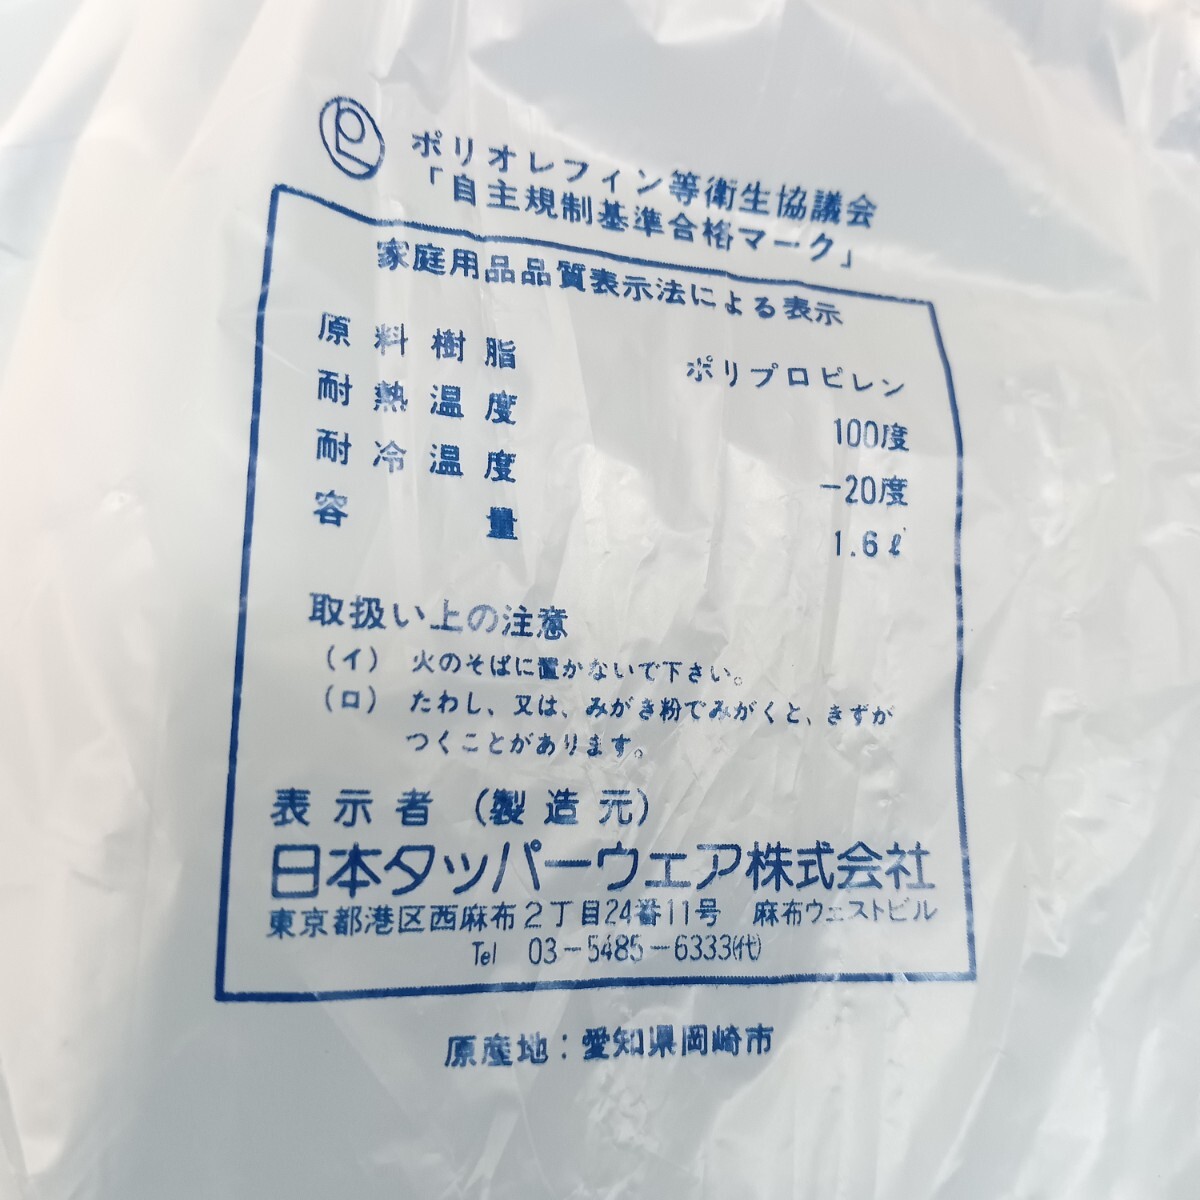 ポリオレフィン等衛生協議会
「自主規制基準合格マーク」
家庭用品品質表示法による表示
原料樹脂 ポリプロピレン
耐熱温度 100度
耐冷温度 -20度
容量 1.6ℓ
取扱い上の注意
(イ) 火のそばに置かないで下さい。
(ロ) たわし、又は、みがき粉でみがくと、きずが
つくことがあります。
表示者(製造元)
日本タッパーウェア株式会社
東京都港区西麻布2丁目24番11号 麻布ウェストビル
Tel 03-5485-6333㈹
原産地:愛知県岡崎市